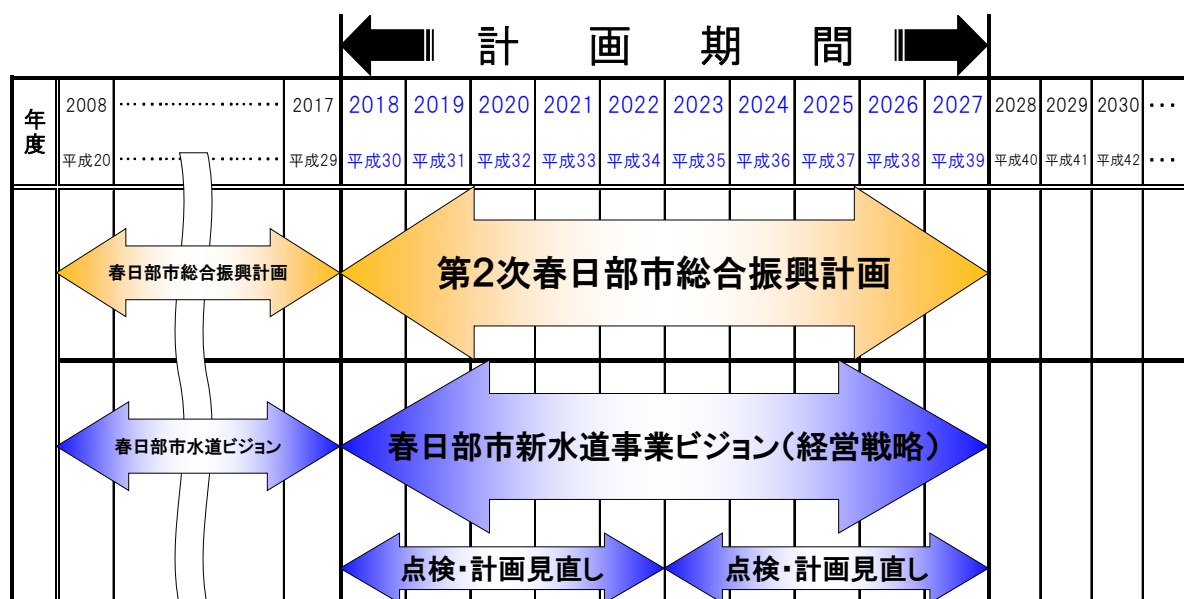 計画期間
年度
2008 ‥‥‥‥‥‥‥‥ 2017 2018 2019 2020 2021 2022 2023 2024 2025 2026 2027 2028 2029 2030 ‥‥
平成20 ‥‥‥‥‥‥‥‥ 平成29 平成30 平成31 平成32 平成33 平成34 平成35 平成36 平成37 平成38 平成39 平成40 平成41 平成42 ‥‥
春日部市総合振興計画
第2次春日部市総合振興計画
春日部市水道ビジョン
春日部市新水道事業ビジョン(経営戦略)
点検・計画見直し
点検・計画見直し